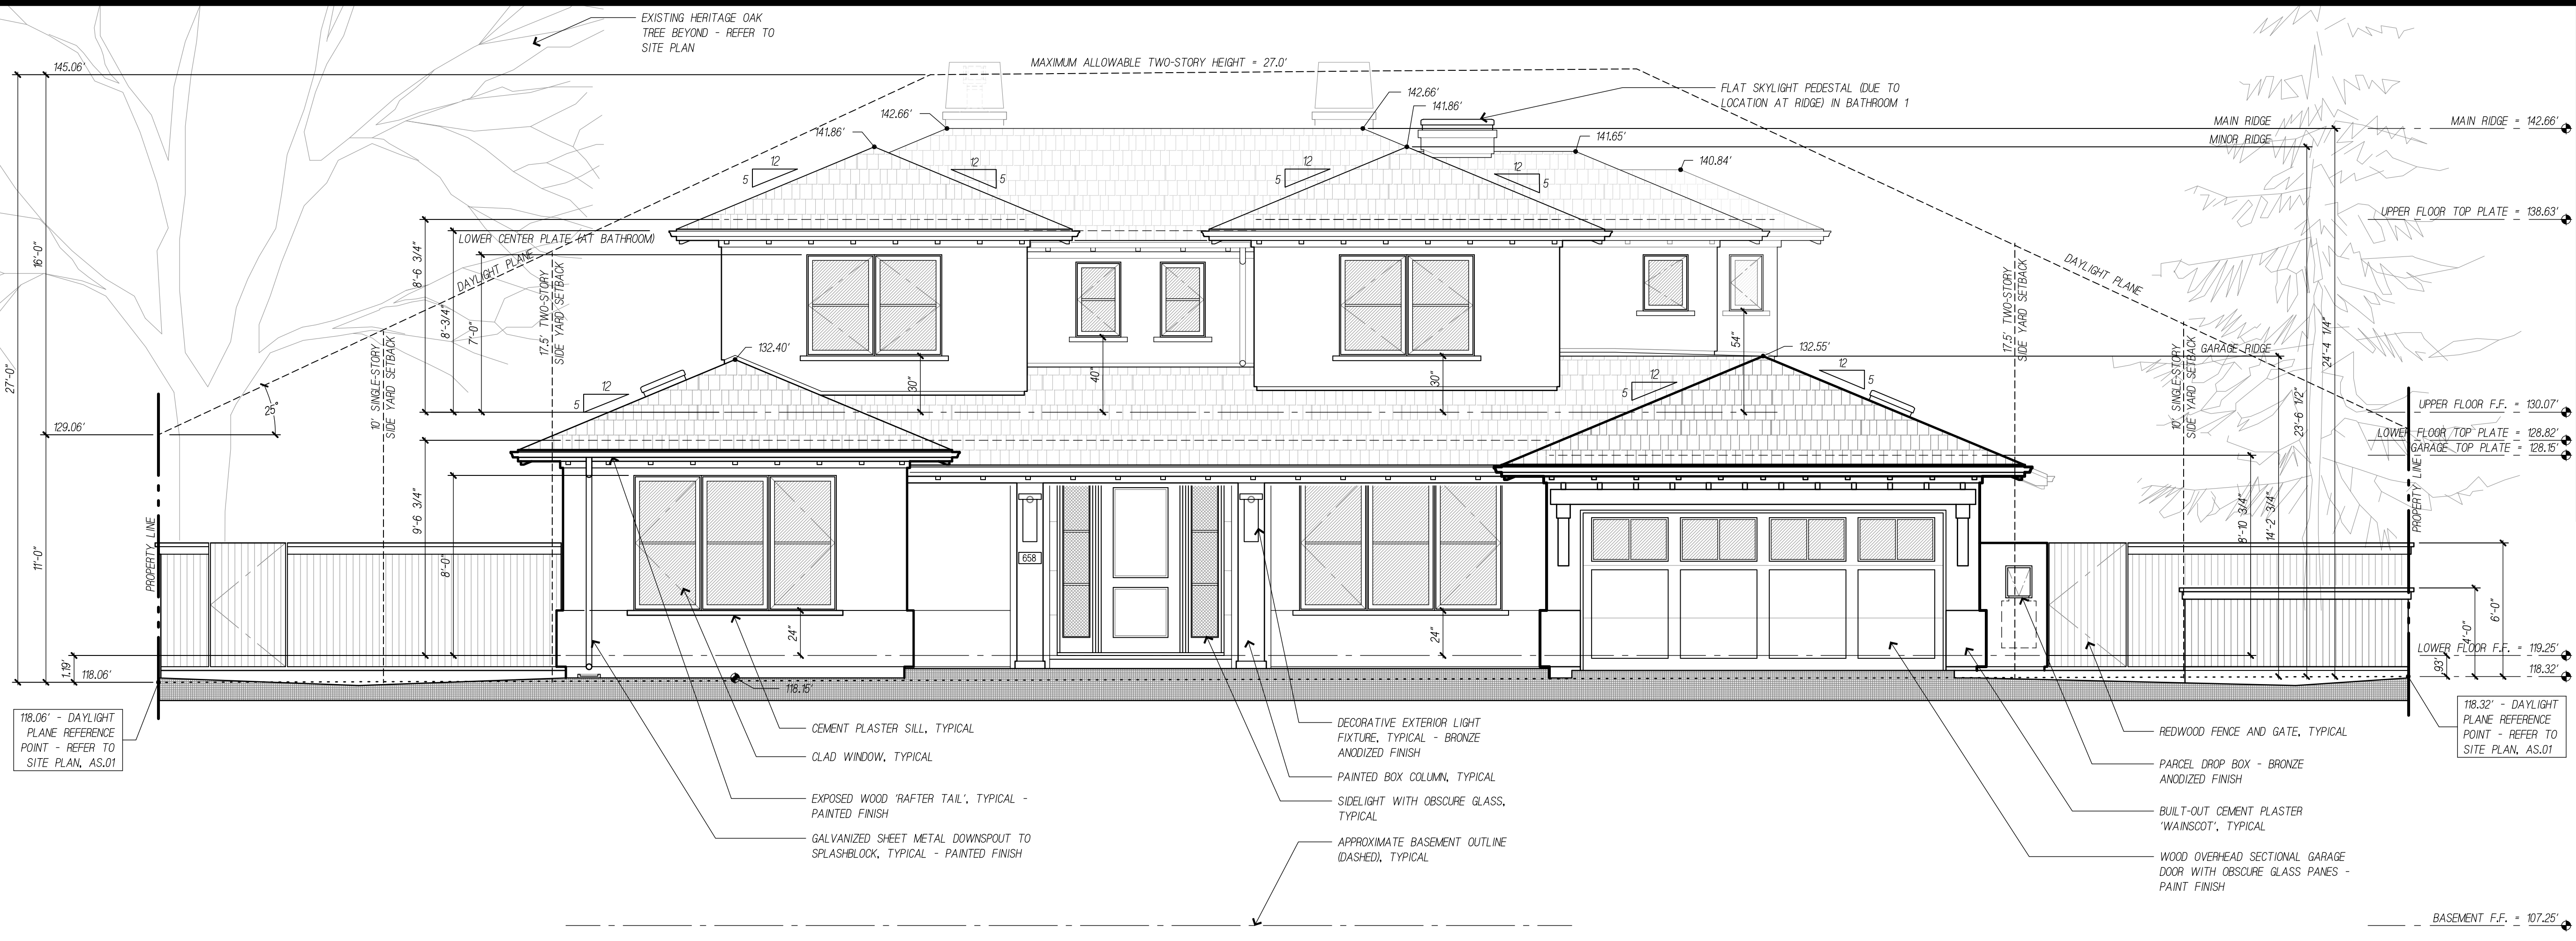 EXISTING HERITAGE OAK
TREE BEYOND - REFER TO
SITE PLAN
145.06'
MAXIMUM ALLOWABLE TWO-STORY HEIGHT = 27.0'
FLAT SKYLIGHT PEDESTAL (DUE TO
LOCATION AT RIDGE) IN BATHROOM 1
142.66'
141.86'
142.66'
141.86'
141.65'
140.84'
MAIN RIDGE
MAIN RIDGE = 142.66'
MINOR RIDGE
12
5
12
5
12
5
12
5
UPPER FLOOR TOP PLATE = 138.63'
LOWER CENTER PLATE (AT BATHROOM)
DAYLIGHT PLANE
DAYLIGHT PLANE
16'-0"
27'-0"
8'-6 3/4"
8'-3/4"
7'-0"
17.5' TWO-STORY
SIDE YARD SETBACK
10' SINGLE-STORY
SIDE YARD SETBACK
17.5' TWO-STORY
SIDE YARD SETBACK
10' SINGLE-STORY
SIDE YARD SETBACK
132.40'
132.55'
GARAGE RIDGE
12
5
12
5
12
5
30"
40"
30"
54"
25°
129.06'
UPPER FLOOR F.F. = 130.07'
LOWER FLOOR TOP PLATE = 128.82'
GARAGE TOP PLATE = 128.15'
24'-4 1/4"
23'-6 1/2"
14'-2 3/4"
8'-10 3/4"
11'-0"
9'-6 3/4"
8'-0"
PROPERTY LINE
PROPERTY LINE
658
24"
24"
6'-0"
4'-0"
.93'
1.19'
118.06'
118.15'
LOWER FLOOR F.F. = 119.25'
118.32'
118.06' - DAYLIGHT
PLANE REFERENCE
POINT - REFER TO
SITE PLAN, AS.01
CEMENT PLASTER SILL, TYPICAL
CLAD WINDOW, TYPICAL
EXPOSED WOOD 'RAFTER TAIL', TYPICAL -
PAINTED FINISH
GALVANIZED SHEET METAL DOWNSPOUT TO
SPLASHBLOCK, TYPICAL - PAINTED FINISH
DECORATIVE EXTERIOR LIGHT
FIXTURE, TYPICAL - BRONZE
ANODIZED FINISH
PAINTED BOX COLUMN, TYPICAL
SIDELIGHT WITH OBSCURE GLASS,
TYPICAL
APPROXIMATE BASEMENT OUTLINE
(DASHED), TYPICAL
REDWOOD FENCE AND GATE, TYPICAL
PARCEL DROP BOX - BRONZE
ANODIZED FINISH
BUILT-OUT CEMENT PLASTER
'WAINSCOT', TYPICAL
WOOD OVERHEAD SECTIONAL GARAGE
DOOR WITH OBSCURE GLASS PANES -
PAINT FINISH
118.32' - DAYLIGHT
PLANE REFERENCE
POINT - REFER TO
SITE PLAN, AS.01
BASEMENT F.F. = 107.25'